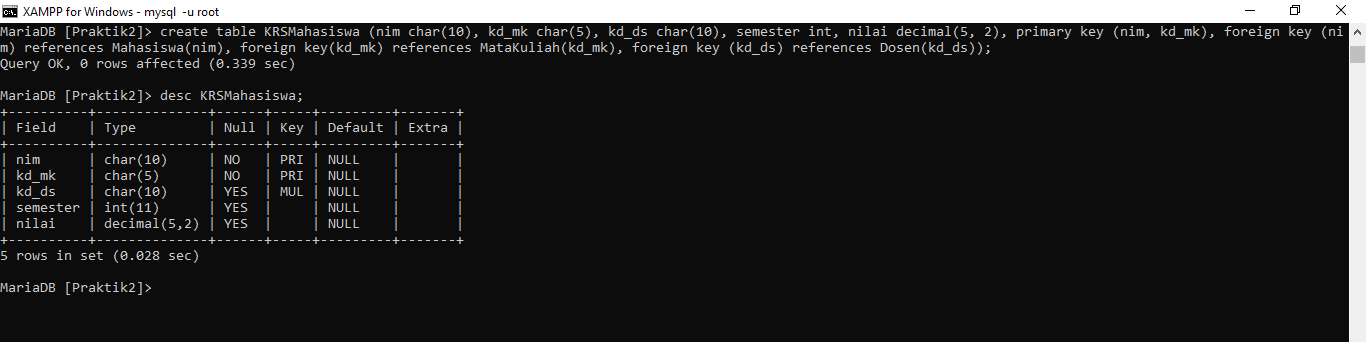 XAMPP for Windows - mysql  -u root
MariaDB [Praktik2]> create table KRSMahasiswa (nim char(10), kd_mk char(5), kd_ds char(10), semester int, nilai decimal(5, 2), primary key (nim, kd_mk), foreign key (ni
m) references Mahasiswa(nim), foreign key(kd_mk) references MataKuliah(kd_mk), foreign key (kd_ds) references Dosen(kd_ds));
Query OK, 0 rows affected (0.339 sec)

MariaDB [Praktik2]> desc KRSMahasiswa;
+----------+--------------+------+-----+---------+-------+
| Field    | Type         | Null | Key | Default | Extra |
+----------+--------------+------+-----+---------+-------+
| nim      | char(10)     | NO   | PRI | NULL    |       |
| kd_mk    | char(5)      | NO   | PRI | NULL    |       |
| kd_ds    | char(10)     | YES  | MUL | NULL    |       |
| semester | int(11)      | YES  |     | NULL    |       |
| nilai    | decimal(5,2) | YES  |     | NULL    |       |
+----------+--------------+------+-----+---------+-------+
5 rows in set (0.028 sec)

MariaDB [Praktik2]>